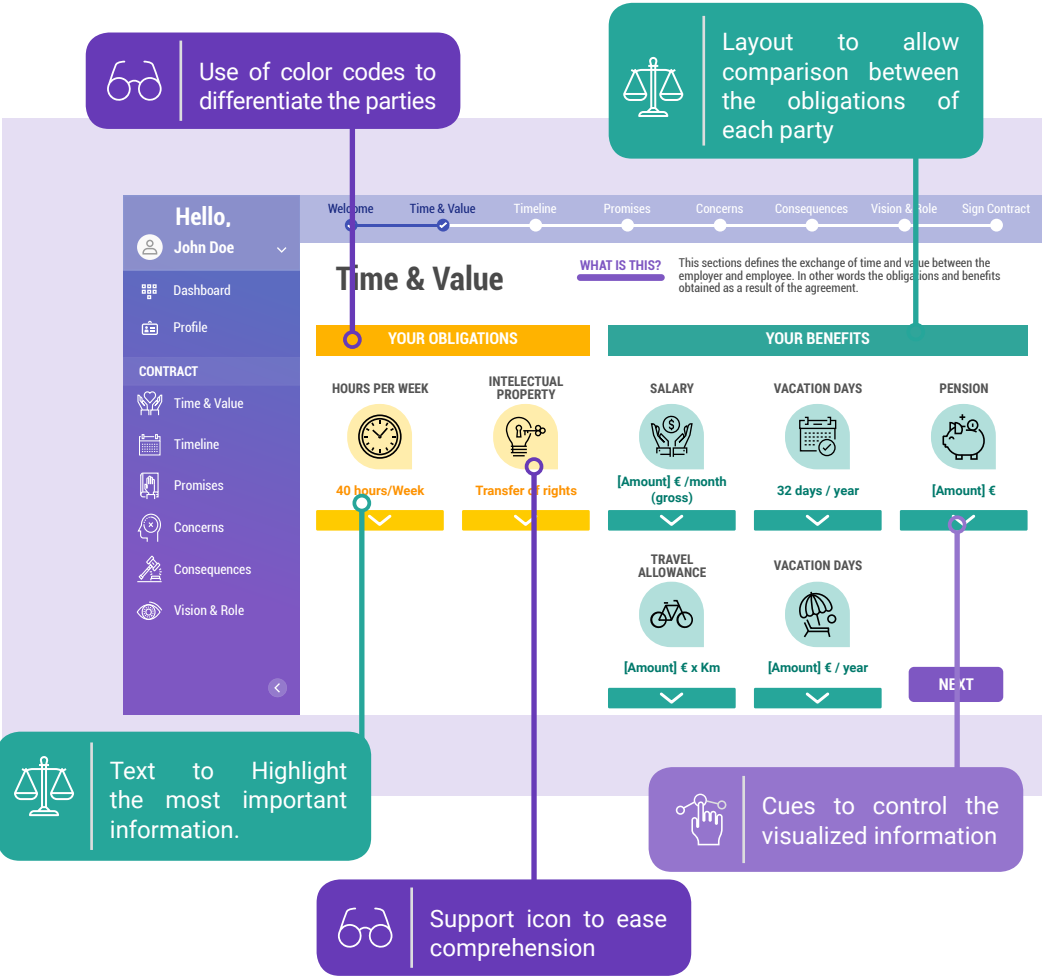 Use of color codes to
differentiate the parties
Layout to allow
comparison between
the obligations of
each party
Hello,
John Doe
Dashboard
Profile
CONTRACT
Time & Value
Timeline
Promises
Concerns
Consequences
Vision & Role
Welcome
Time & Value
Timeline
Promises
Concerns
Consequences
Vision & Role
Sign Contract
Time & Value
WHAT IS THIS?
This sections defines the exchange of time and value between the
employer and employee. In other words the obligations and benefits
obtained as a result of the agreement.
YOUR OBLIGATIONS
YOUR BENEFITS
HOURS PER WEEK
40 hours/Week
INTELECTUAL
PROPERTY
Transfer of rights
SALARY
[Amount] € /month
(gross)
VACATION DAYS
32 days / year
PENSION
[Amount] €
TRAVEL
ALLOWANCE
[Amount] € x Km
VACATION DAYS
[Amount] € / year
NEXT
Text to Highlight
the most important
information.
Cues to control the
visualized information
Support icon to ease
comprehension